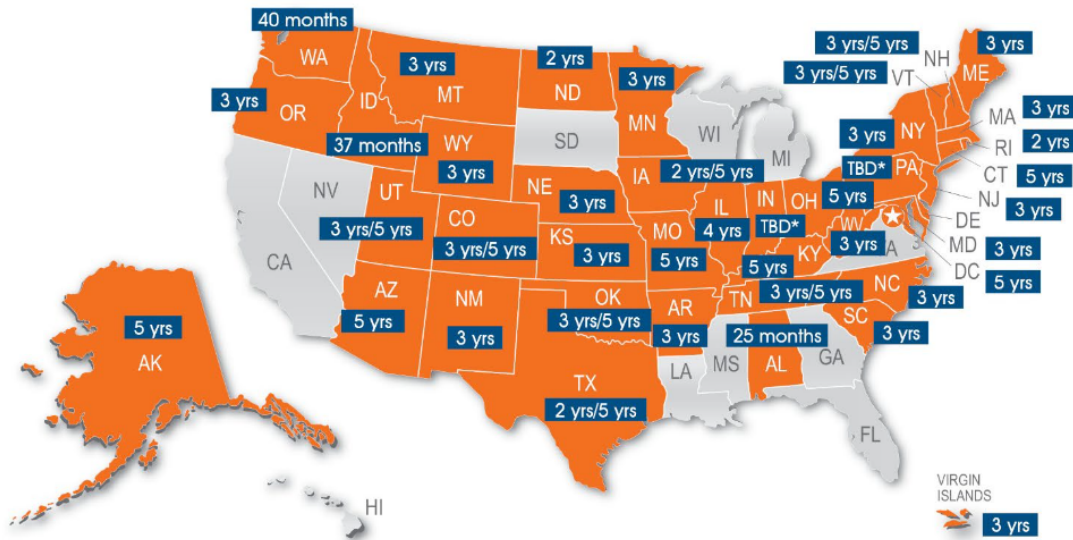 40 months
WA
3 yrs
MT
2 yrs
ND
3 yrs
MN
3 yrs/5 yrs
NH
3 yrs/5 yrs
VT
3 yrs
ME
3 yrs
OR
ID
37 months
WY
3 yrs
SD
WI
MI
3 yrs
NY
MA
3 yrs
RI
2 yrs
CT
5 yrs
NJ
3 yrs
TBD*
PA
NV
UT
3 yrs/5 yrs
CO
3 yrs/5 yrs
NE
3 yrs
IA
2 yrs/5 yrs
IL
4 yrs
IN
TBD*
OH
5 yrs
WV
3 yrs
DE
MD
3 yrs
DC
5 yrs
CA
KS
3 yrs
MO
5 yrs
KY
5 yrs
A
AZ
5 yrs
NM
3 yrs
OK
3 yrs/5 yrs
AR
3 yrs
TN
3 yrs/5 yrs
NC
3 yrs
SC
3 yrs
5 yrs
AK
TX
2 yrs/5 yrs
LA
MS
25 months
AL
GA
FL
HI
VIRGIN
ISLANDS
3 yrs